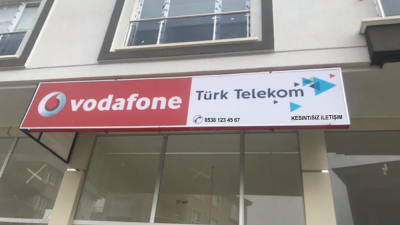 vodafone
Türk Telekom
0538 123 45 67
KESİNTİSİZ İLETİŞİM